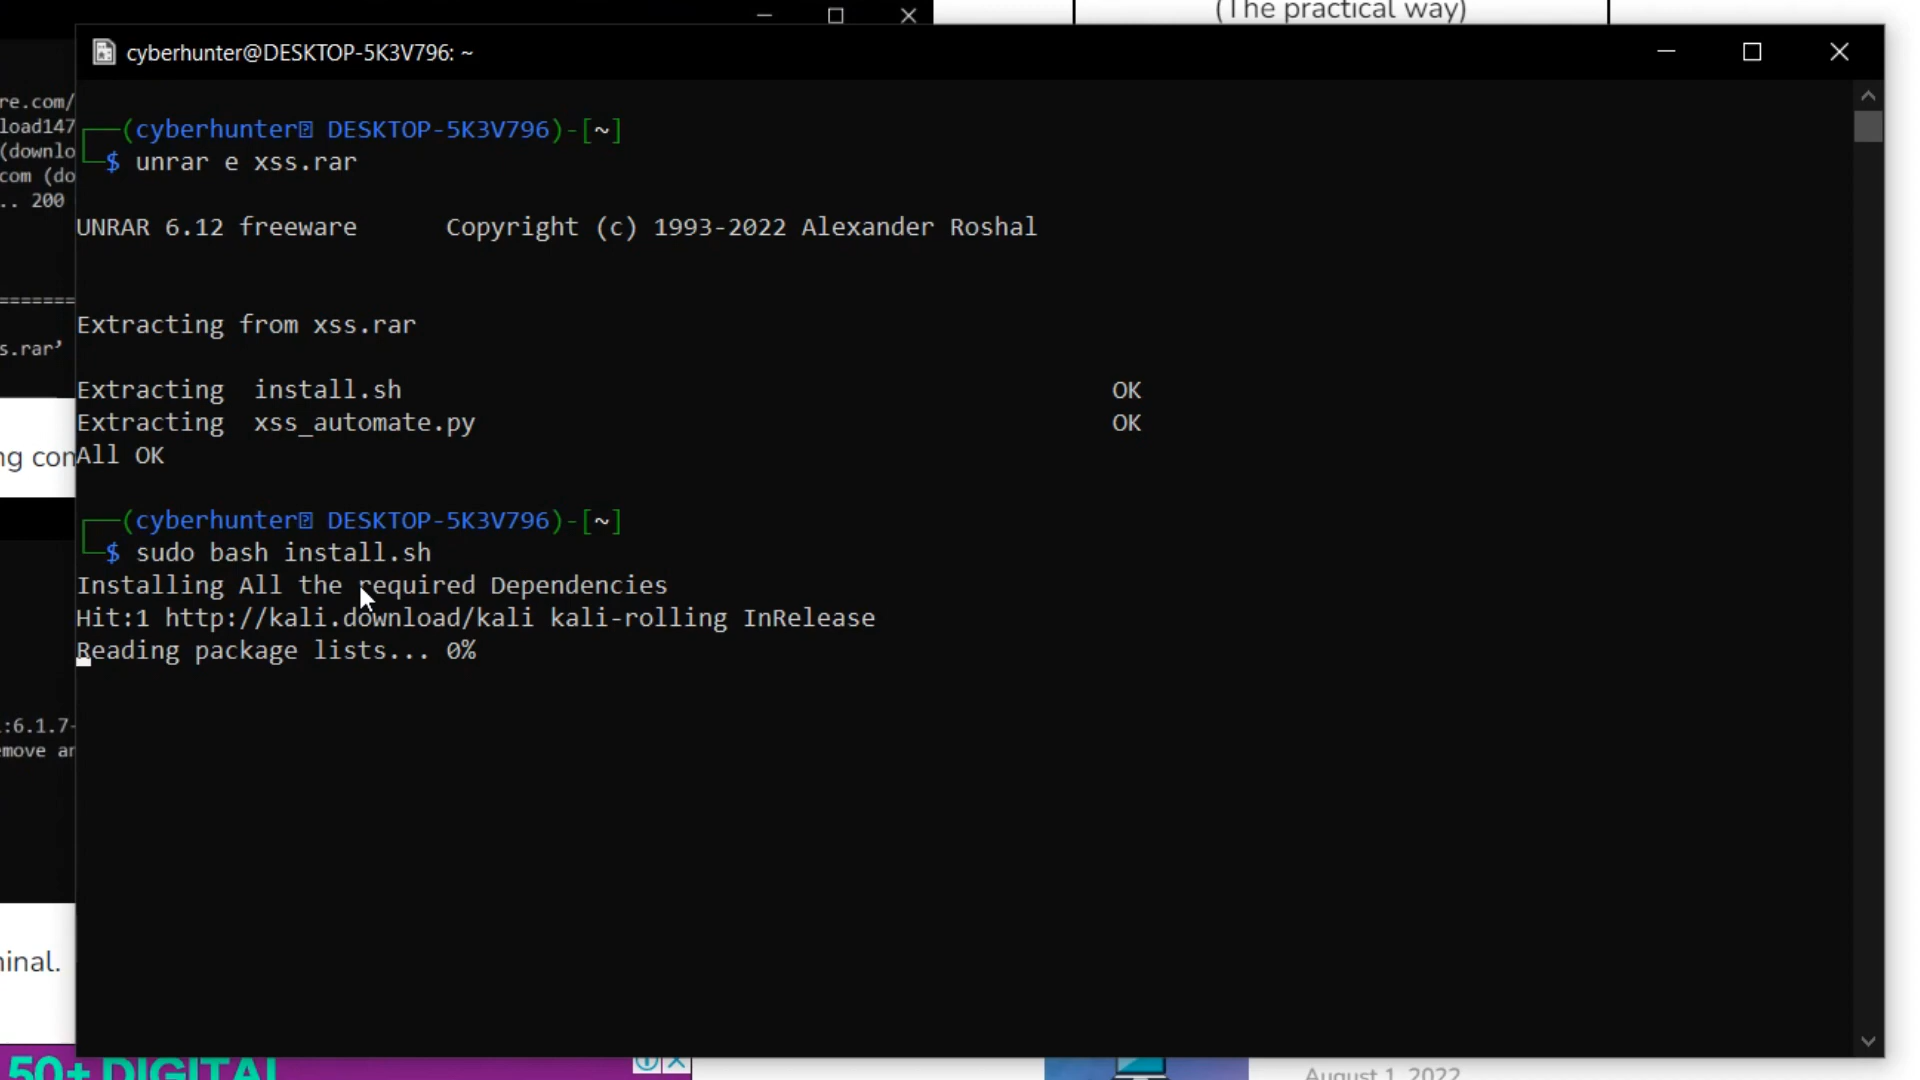 (The practical way)
cyberhunter@DESKTOP-5K3V796: ~
re.com/
load147
(downlo
com (do
.. 200
=======
s.rar’
ng con
:6.1.7-
emove an
minal.
┌──(cyberhunter㉿ DESKTOP-5K3V796)-[~]
└─$ unrar e xss.rar
UNRAR 6.12 freeware      Copyright (c) 1993-2022 Alexander Roshal
Extracting from xss.rar
Extracting  install.sh                                                OK
Extracting  xss_automate.py                                           OK
All OK
┌──(cyberhunter㉿ DESKTOP-5K3V796)-[~]
└─$ sudo bash install.sh
Installing All the required Dependencies
Hit:1 http://kali.download/kali kali-rolling InRelease
Reading package lists... 0%
50+ DIGITAL
August 1, 2022